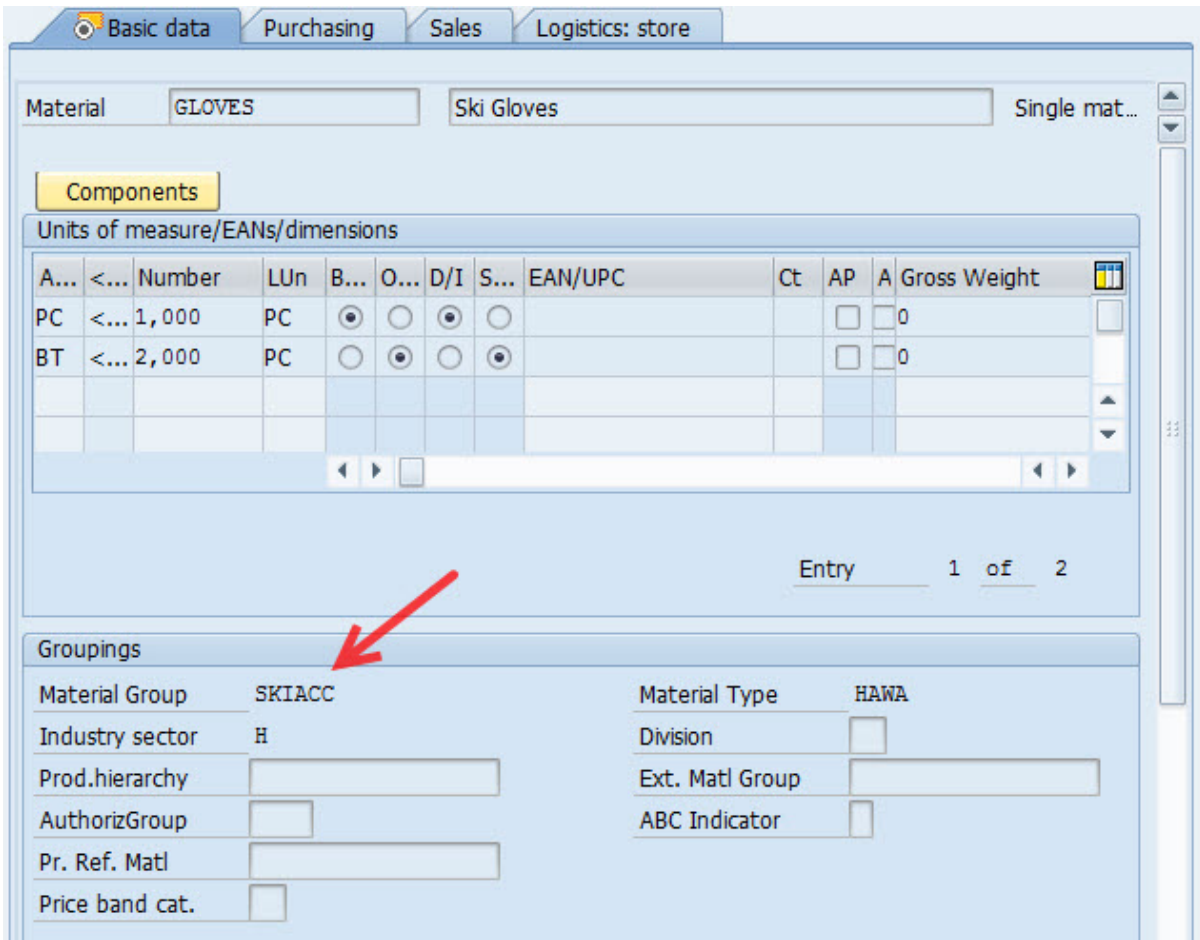 Basic data Purchasing Sales Logistics: store
Material GLOVES Ski Gloves Single mat...
Components
Units of measure/EANs/dimensions
A... <... Number LUn B... O... D/I S... EAN/UPC Ct AP A Gross Weight
PC <... 1,000 PC 0
BT <... 2,000 PC 0
Entry 1 of 2
Groupings
Material Group SKIACC Material Type HAWA
Industry sector H Division
Prod.hierarchy Ext. Matl Group
AuthorizGroup ABC Indicator
Pr. Ref. Matl
Price band cat.